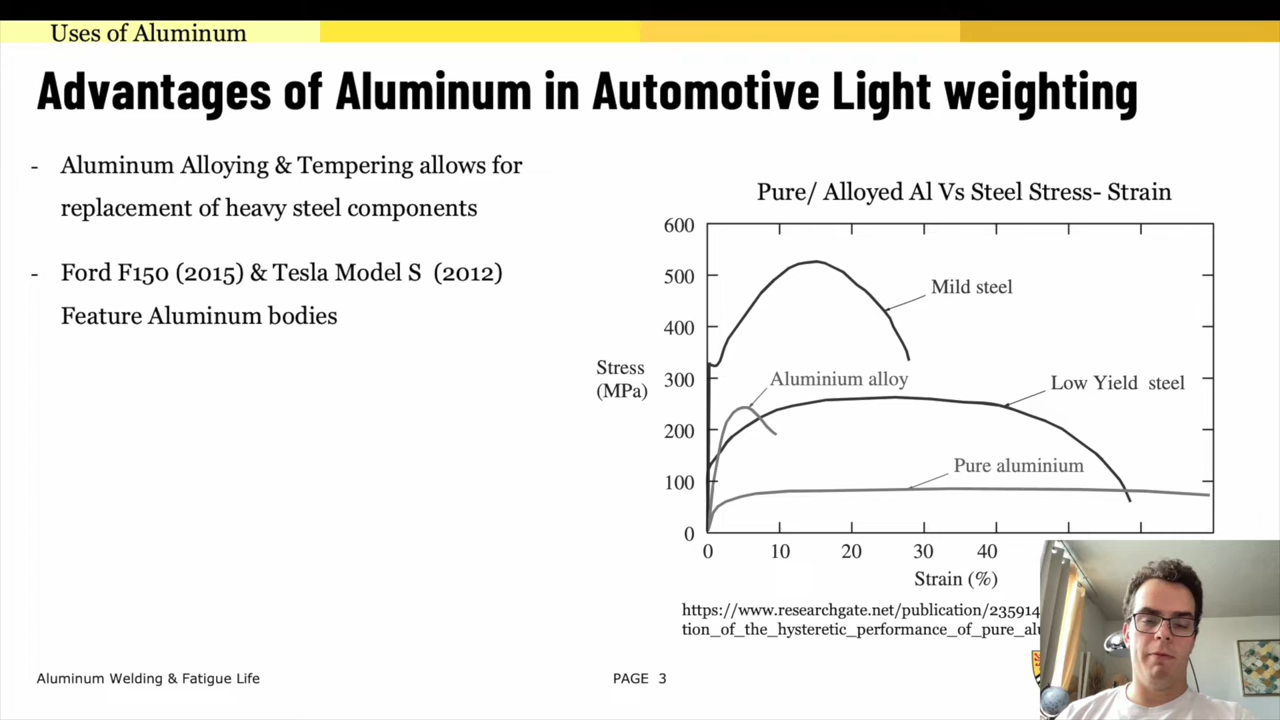 Uses of Aluminum
Advantages of Aluminum in Automotive Light weighting
- Aluminum Alloying & Tempering allows for
replacement of heavy steel components
- Ford F150 (2015) & Tesla Model S (2012)
Feature Aluminum bodies
Pure/ Alloyed Al Vs Steel Stress- Strain
600
500
400
300
200
100
0
Stress
(MPa)
Mild steel
Aluminium alloy
Low Yield steel
Pure aluminium
0 10 20 30 40
Strain (%)
https://www.researchgate.net/publication/235914
tion_of_the_hysteretic_performance_of_pure_alu
Aluminum Welding & Fatigue Life
PAGE 3